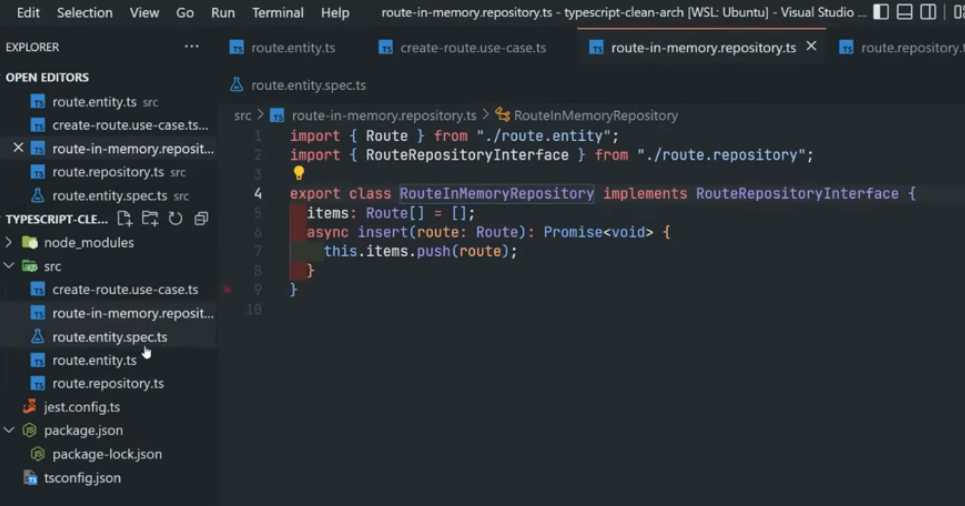 Edit Selection View Go Run Terminal Help route-in-memory.repository.ts - typescript-clean-arch [WSL: Ubuntu] - Visual Studio ...
EXPLORER ...
route.entity.ts create-route.use-case.ts route-in-memory.repository.ts route.repository.t
OPEN EDITORS
route.entity.spec.ts
route.entity.ts src
create-route.use-case.ts...
route-in-memory.reposit...
route.repository.ts src
route.entity.spec.ts src
src > route-in-memory.repository.ts > RouteInMemoryRepository
1 import { Route } from "./route.entity";
2 import { RouteRepositoryInterface } from "./route.repository";
3
4 export class RouteInMemoryRepository implements RouteRepositoryInterface {
5 items: Route[] = [];
6 async insert(route: Route): Promise<void> {
7 this.items.push(route);
8 }
9 }
10
TYPESCRIPT-CLE...
node_modules
src
create-route.use-case.ts
route-in-memory.reposit...
route.entity.spec.ts
route.entity.ts
route.repository.ts
jest.config.ts
package.json
package-lock.json
tsconfig.json